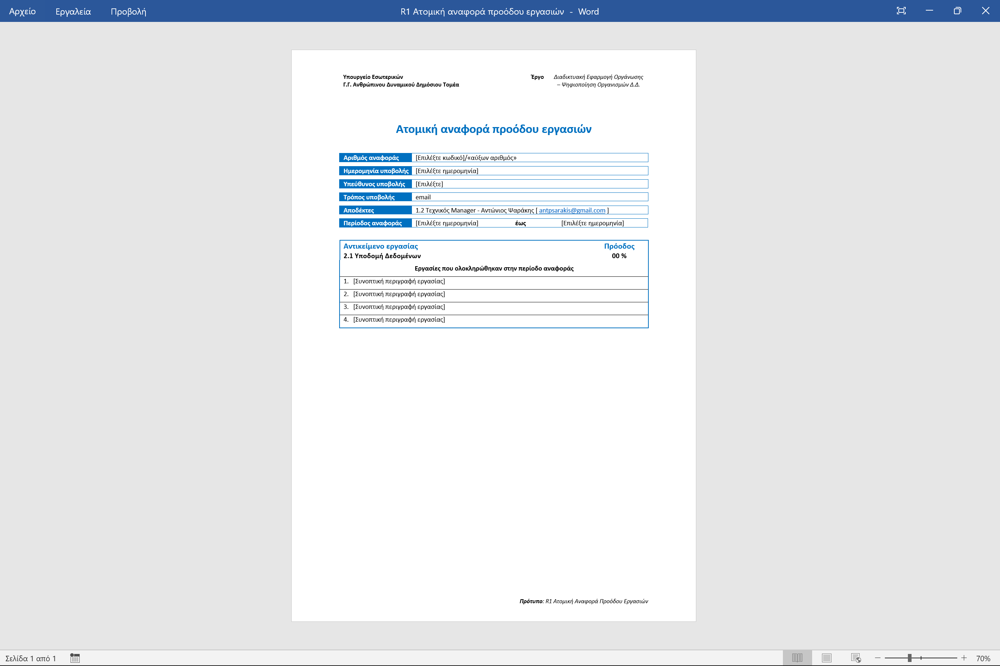 Αρχείο Εργαλεία Προβολή R1 Ατομική αναφορά προόδου εργασιών - Word
Υπουργείο Εσωτερικών Έργο Διαδικτυακή Εφαρμογή Οργάνωσης
Γ.Γ. Ανθρώπινου Δυναμικού Δημόσιου Τομέα – Ψηφιοποίηση Οργανισμών Δ.Δ.
Ατομική αναφορά προόδου εργασιών
Αριθμός αναφοράς [Επιλέξτε κωδικό]/«αύξων αριθμός»
Ημερομηνία υποβολής [Επιλέξτε ημερομηνία]
Υπεύθυνος υποβολής [Επιλέξτε]
Τρόπος υποβολής email
Αποδέκτες 1.2 Τεχνικός Manager - Αντώνιος Ψαράκης [ antpsarakis@gmail.com ]
Περίοδος αναφοράς [Επιλέξτε ημερομηνία] έως [Επιλέξτε ημερομηνία]
Αντικείμενο εργασίας Πρόοδος
2.1 Υποδομή Δεδομένων 00 %
Εργασίες που ολοκληρώθηκαν στην περίοδο αναφοράς
1. [Συνοπτική περιγραφή εργασίας]
2. [Συνοπτική περιγραφή εργασίας]
3. [Συνοπτική περιγραφή εργασίας]
4. [Συνοπτική περιγραφή εργασίας]
Πρότυπο: R1 Ατομική Αναφορά Προόδου Εργασιών
Σελίδα 1 από 1 70%